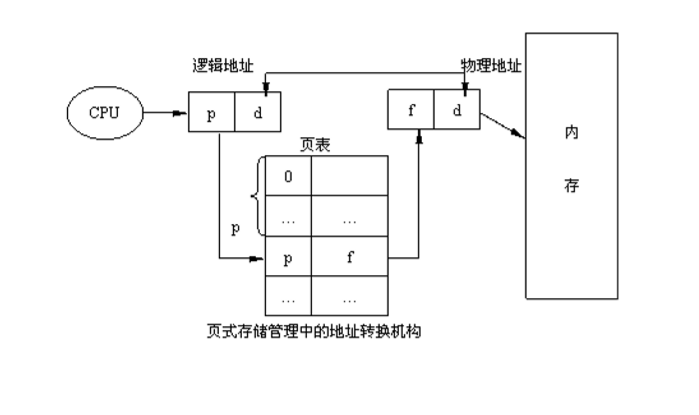 逻辑地址 物理地址
CPU p d f d
页表
内
存
0
… …
p
p f
… …
页式存储管理中的地址转换机构